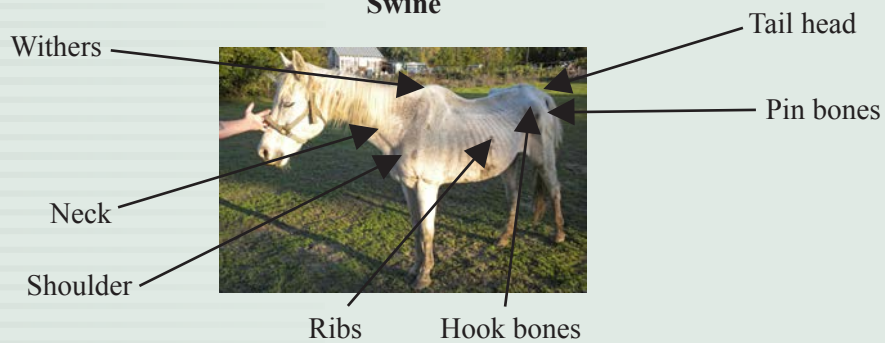 Swine
Tail head
Withers
Pin bones
Neck
Shoulder
Ribs
Hook bones